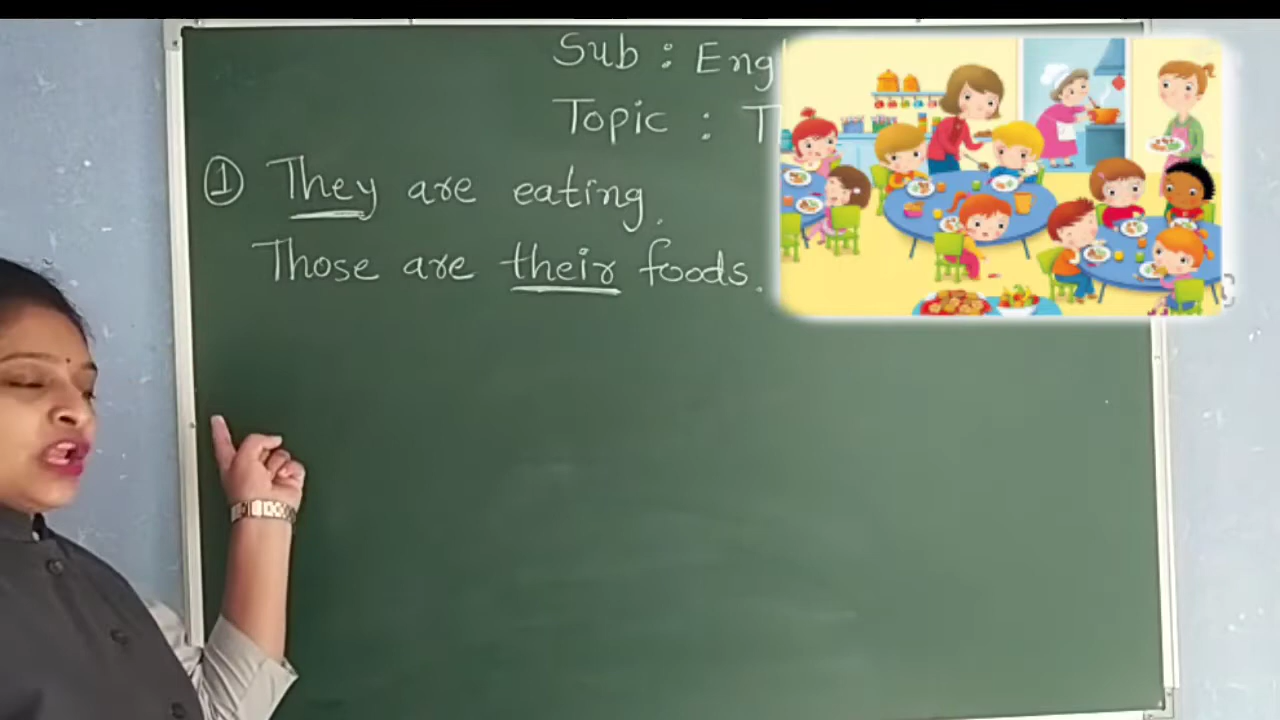 Sub : Eng
Topic : T
① They are eating.
Those are their foods.